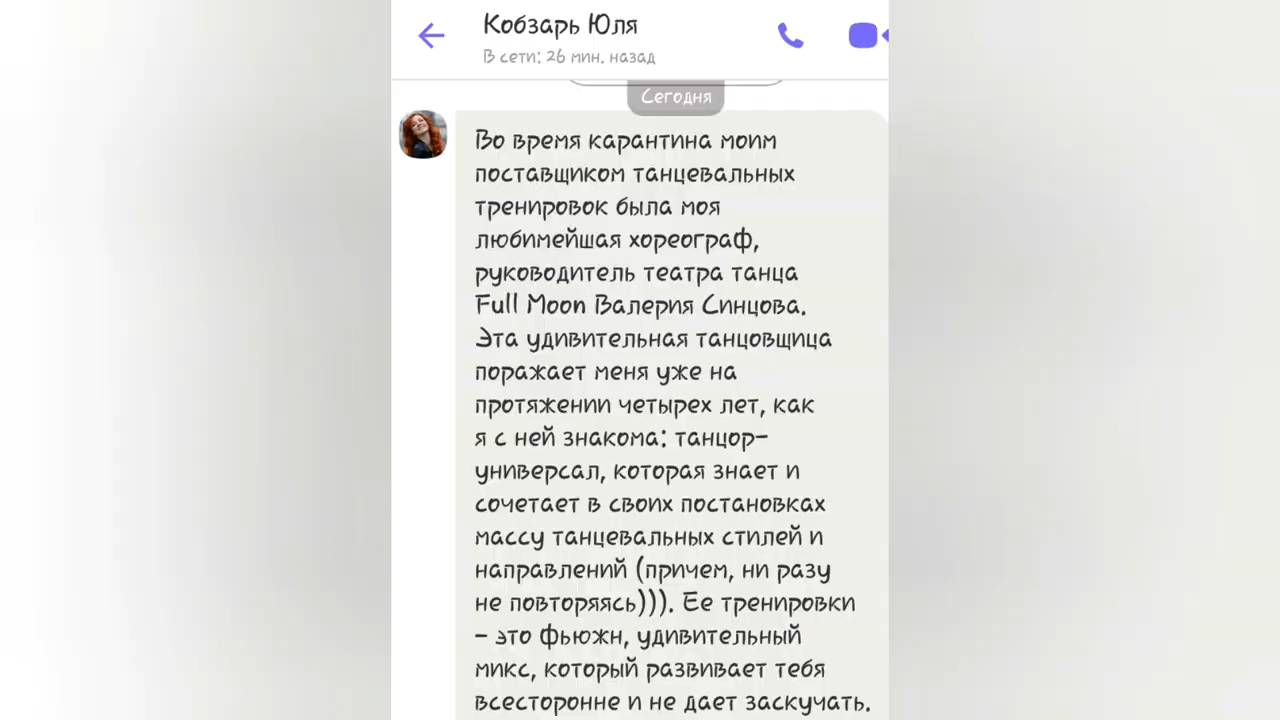 Кобзарь Юля
В сети: 26 мин. назад
Сегодня
Во время карантина моим
поставщиком танцевальных
тренировок была моя
любимейшая хореограф,
руководитель театра танца
Full Moon Валерия Синцова.
Эта удивительная танцовщица
поражает меня уже на
протяжении четырех лет, как
я с ней знакома: танцор-
универсал, которая знает и
сочетает в своих постановках
массу танцевальных стилей и
направлений (причем, ни разу
не повторяясь))). Ее тренировки
- это фьюжн, удивительный
микс, который развивает тебя
всесторонне и не дает заскучать.